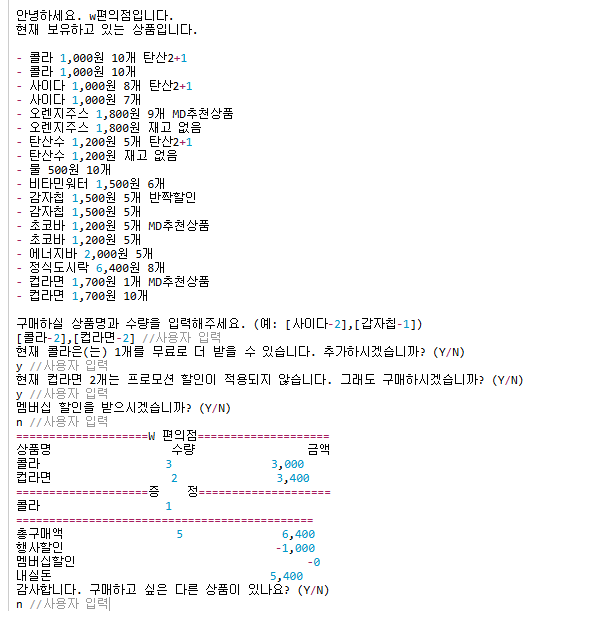 안녕하세요. W편의점입니다.
현재 보유하고 있는 상품입니다.
- 콜라 1,000원 10개 탄산2+1
- 콜라 1,000원 10개
- 사이다 1,000원 8개 탄산2+1
- 사이다 1,000원 7개
- 오렌지주스 1,800원 9개 MD추천상품
- 오렌지주스 1,800원 재고 없음
- 탄산수 1,200원 5개 탄산2+1
- 탄산수 1,200원 재고 없음
- 물 500원 10개
- 비타민워터 1,500원 6개
- 감자칩 1,500원 5개 반짝할인
- 감자칩 1,500원 5개
- 초코바 1,200원 5개 MD추천상품
- 초코바 1,200원 5개
- 에너지바 2,000원 5개
- 정식도시락 6,400원 8개
- 컵라면 1,700원 1개 MD추천상품
- 컵라면 1,700원 10개
구매하실 상품명과 수량을 입력해주세요. (예: [사이다-2],[감자칩-1])
[콜라-2],[컵라면-2] //사용자 입력
현재 콜라은(는) 1개를 무료로 더 받을 수 있습니다. 추가하시겠습니까? (Y/N)
y //사용자 입력
현재 컵라면 2개는 프로모션 할인이 적용되지 않습니다. 그래도 구매하시겠습니까? (Y/N)
y //사용자 입력
멤버십 할인을 받으시겠습니까? (Y/N)
n //사용자 입력
====================W 편의점====================
상품명 수량 금액
콜라 3 3,000
컵라면 2 3,400
====================증 정====================
콜라 1
=============================================
총구매액 5 6,400
행사할인 -1,000
멤버십할인 -0
내실돈 5,400
감사합니다. 구매하고 싶은 다른 상품이 있나요? (Y/N)
n //사용자 입력